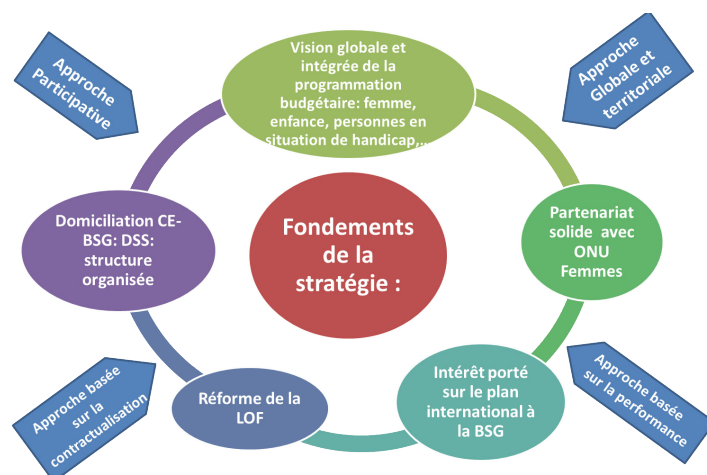 Approche
Participative
Vision globale et
intégrée de la
programmation
budgétaire: femme,
enfance, personnes en
situation de handicap,...
Approche
Globale et
territoriale
Domiciliation CE-
BSG: DSS:
structure
organisée
Fondements
de la
stratégie :
Partenariat
solide avec
ONU
Femmes
Approche basée
sur la
contractualisation
Réforme de la
LOF
Intérêt porté
sur le plan
international à
la BSG
Approche basée
sur la performance